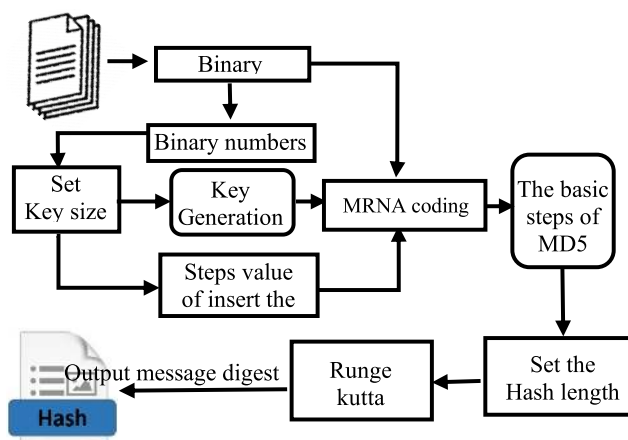 Binary
Binary numbers
Set
Key size
Key
Generation
MRNA coding
The basic
steps of
MD5
Steps value
of insert the
Set the
Hash length
Runge
kutta
Output message digest
Hash